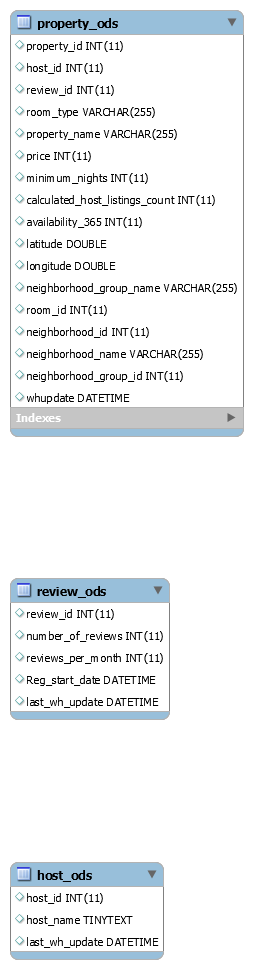 property_ods
property_id INT(11)
host_id INT(11)
review_id INT(11)
room_type VARCHAR(255)
property_name VARCHAR(255)
price INT(11)
minimum_nights INT(11)
calculated_host_listings_count INT(11)
availability_365 INT(11)
latitude DOUBLE
longitude DOUBLE
neighborhood_group_name VARCHAR(255)
room_id INT(11)
neighborhood_id INT(11)
neighborhood_name VARCHAR(255)
neighborhood_group_id INT(11)
whupdate DATETIME
Indexes
review_ods
review_id INT(11)
number_of_reviews INT(11)
reviews_per_month INT(11)
Reg_start_date DATETIME
last_wh_update DATETIME
host_ods
host_id INT(11)
host_name TINYTEXT
last_wh_update DATETIME